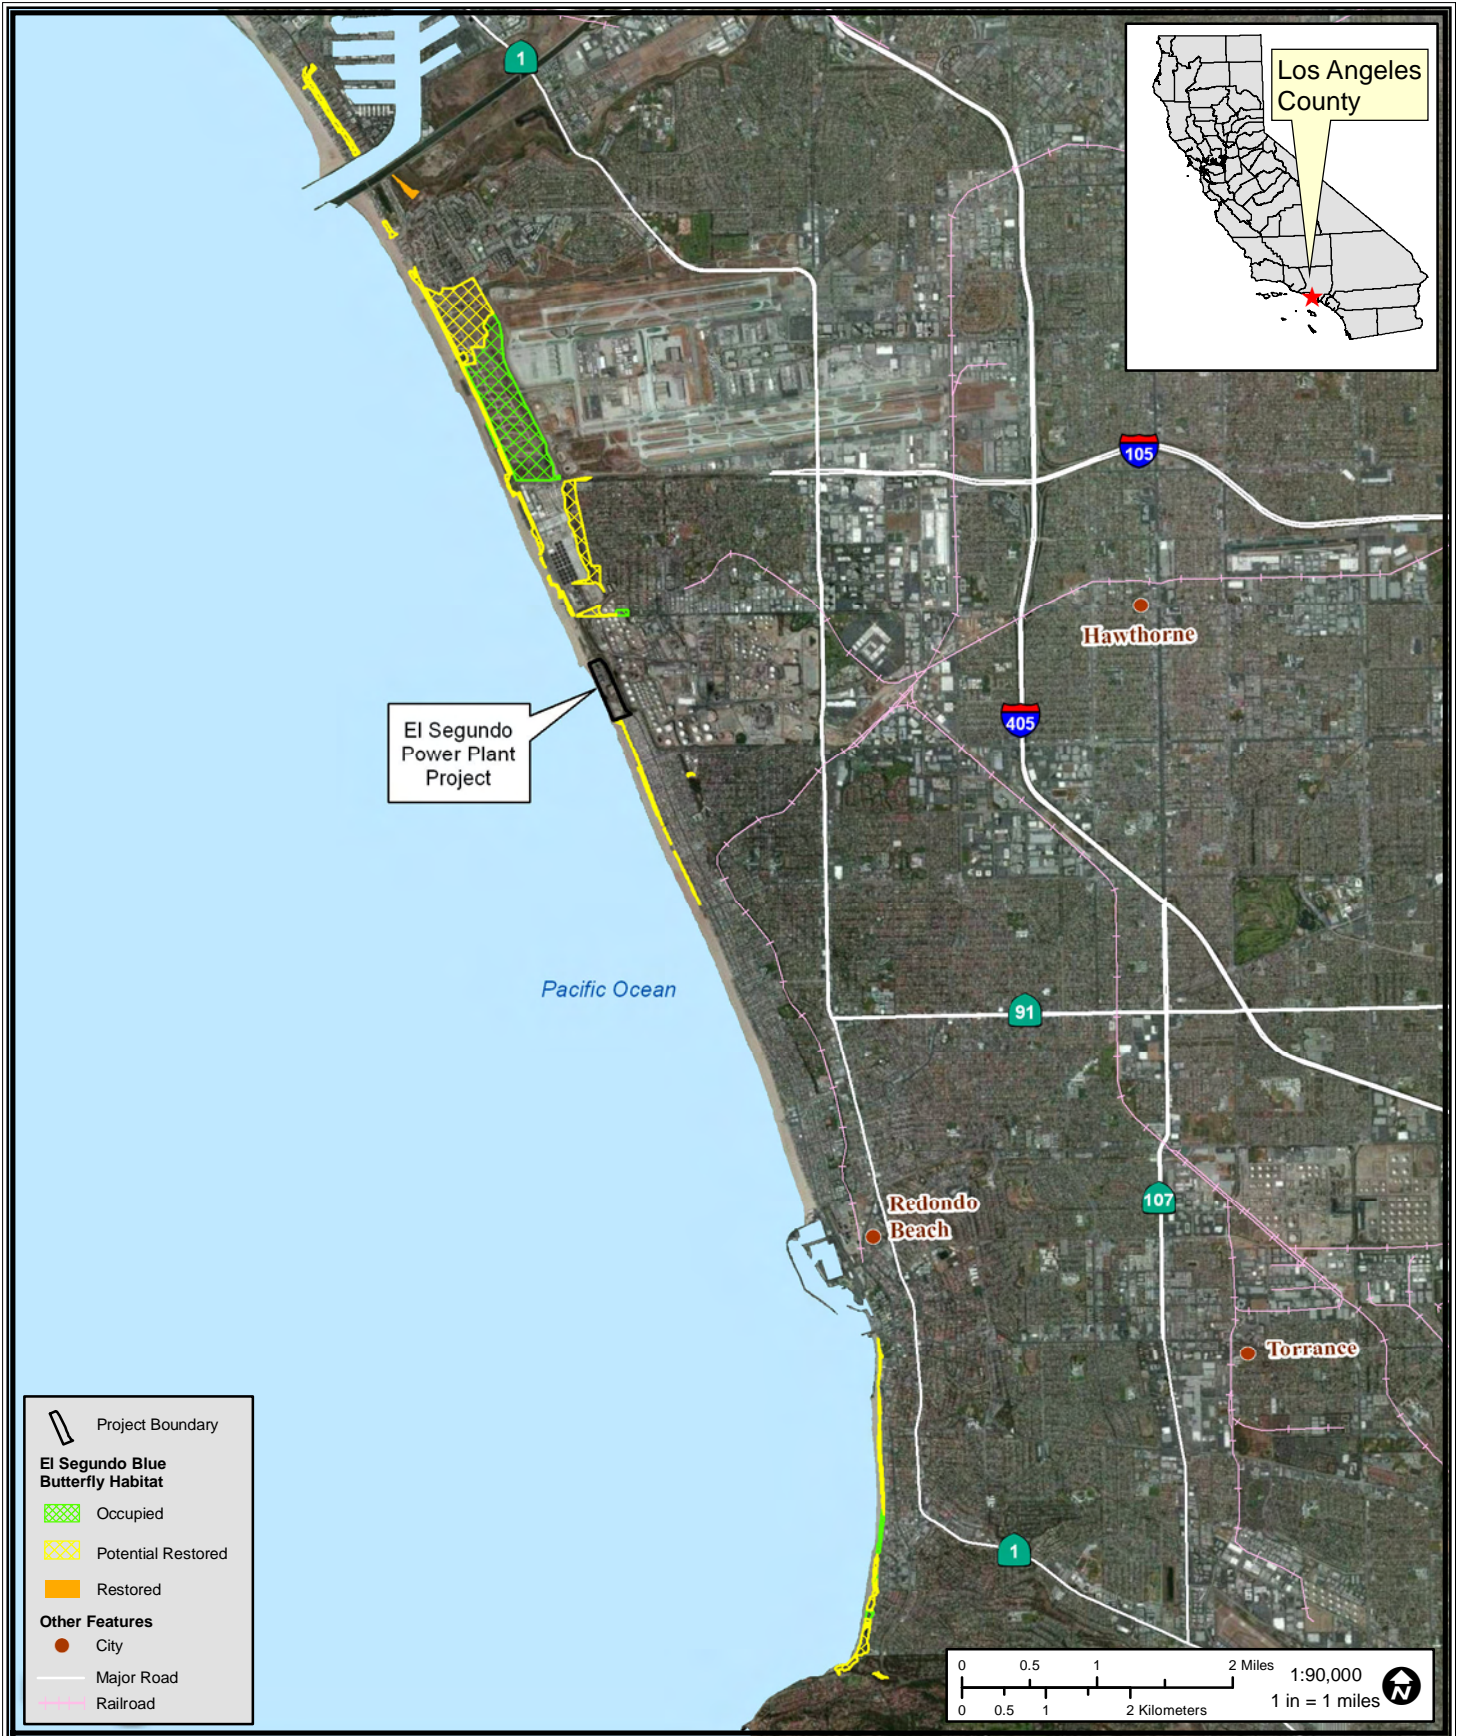 1
Los Angeles
County
105
Hawthorne
405
El Segundo
Power Plant
Project
Pacific Ocean
91
107
Redondo
Beach
Torrance
1
Project Boundary
El Segundo Blue
Butterfly Habitat
Occupied
Potential Restored
Restored
Other Features
City
Major Road
Railroad
0 0.5 1 2 Miles
0 0.5 1 2 Kilometers
1:90,000
1 in = 1 miles
N